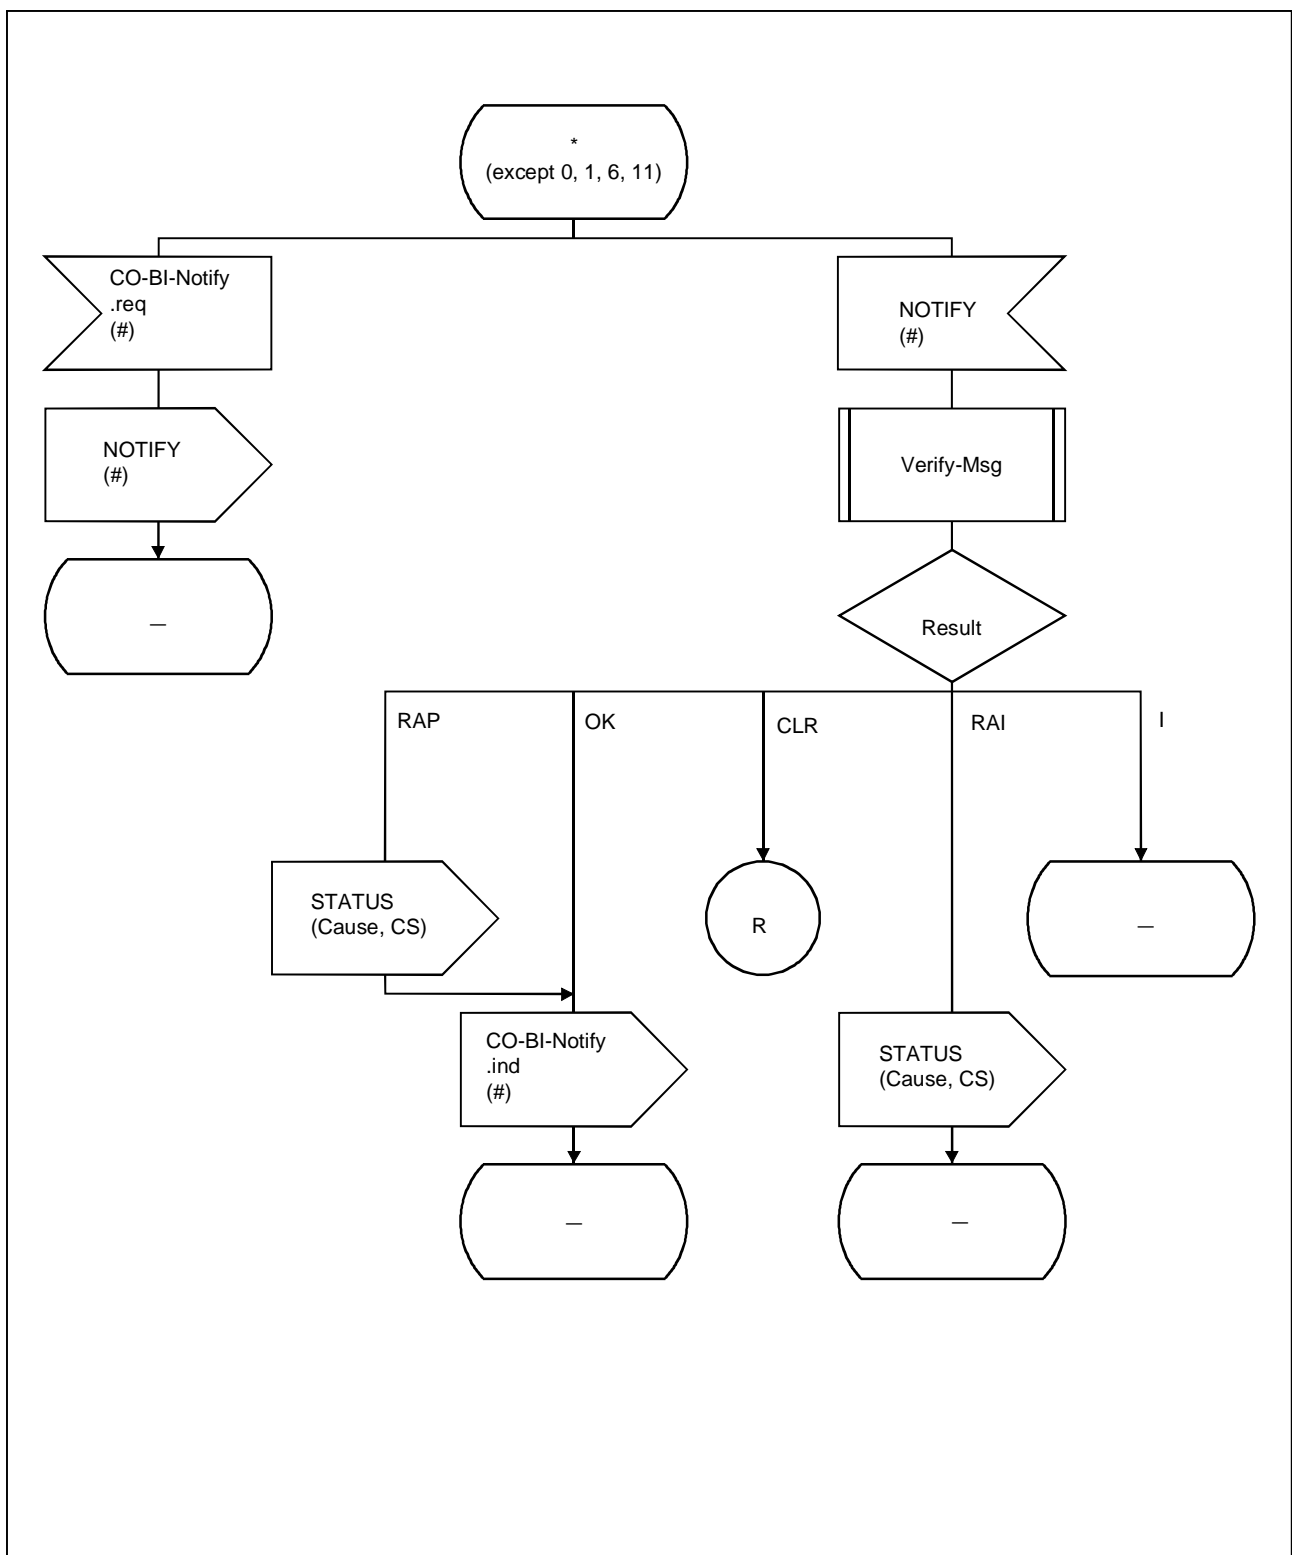 *
(except 0, 1, 6, 11)
CO-BI-Notify
.req
(#)
NOTIFY
(#)
NOTIFY
(#)
Verify-Msg
—
Result
RAP
OK
CLR
RAI
I
STATUS
(Cause, CS)
R
—
CO-BI-Notify
.ind
(#)
STATUS
(Cause, CS)
—
—